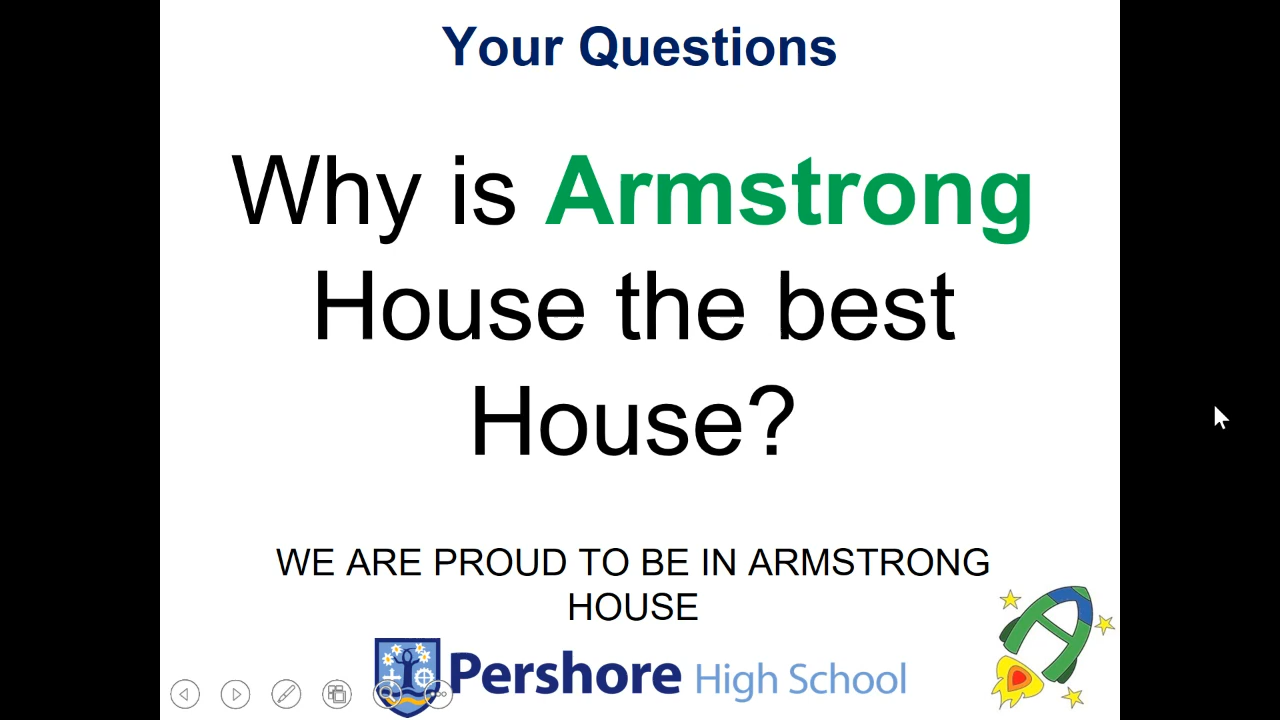 Your Questions
Why is Armstrong
House the best
House?
WE ARE PROUD TO BE IN ARMSTRONG
HOUSE
Pershore High School